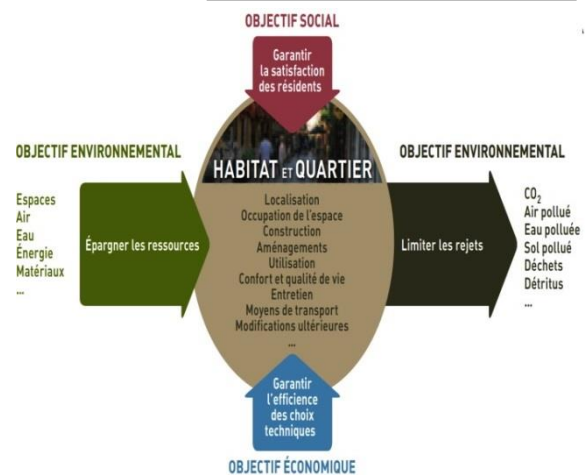 OBJECTIF SOCIAL
Garantir
la satisfaction
des résidents
OBJECTIF ENVIRONNEMENTAL
Espaces
Air
Eau
Énergie
Matériaux
...
Épargner les ressources
HABITAT ET QUARTIER
Localisation
Occupation de l'espace
Construction
Aménagements
Utilisation
Confort et qualité de vie
Entretien
Moyens de transport
Modifications ultérieures
...
OBJECTIF ENVIRONNEMENTAL
Limiter les rejets
CO₂
Air pollué
Eau polluée
Sol pollué
Déchets
Détritus
...
Garantir
l'efficience
des choix
techniques
OBJECTIF ÉCONOMIQUE